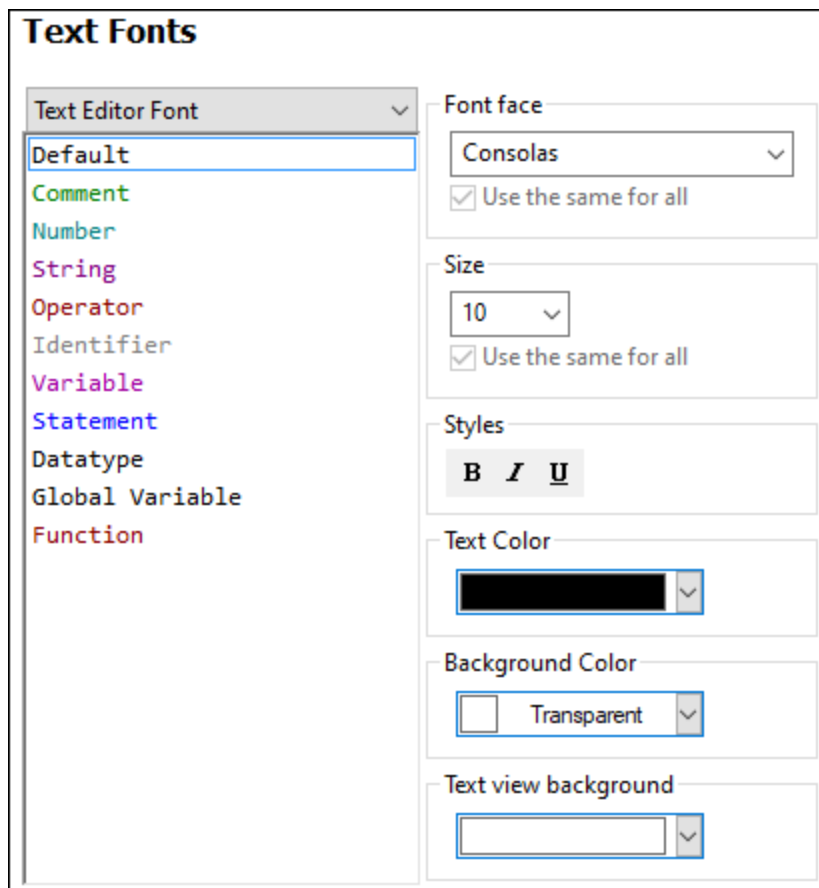 Text Fonts
Text Editor Font
Default
Comment
Number
String
Operator
Identifier
Variable
Statement
Datatype
Global Variable
Function
Font face
Consolas
Use the same for all
Size
10
Use the same for all
Styles
B I U
Text Color
Background Color
Transparent
Text view background